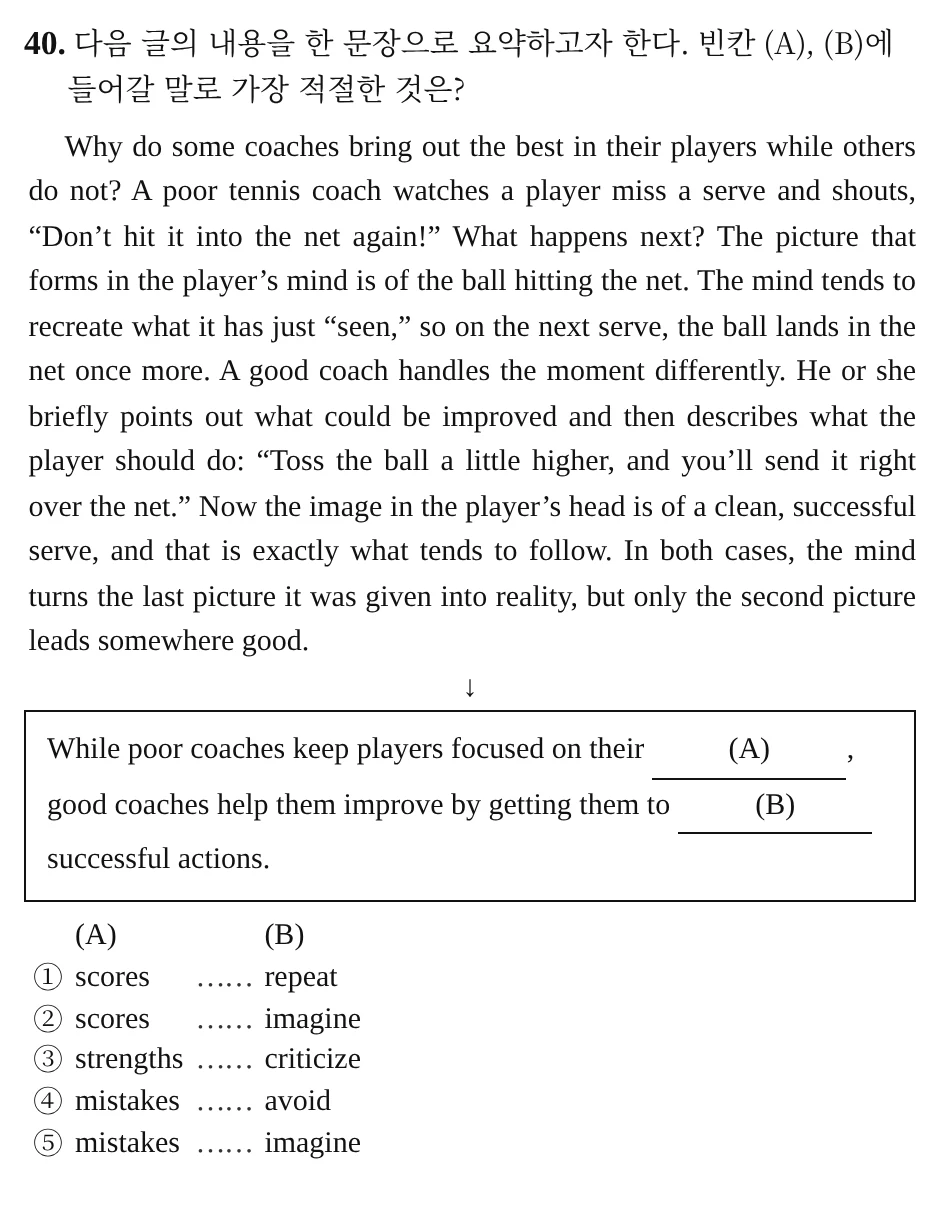 40. 다음 글의 내용을 한 문장으로 요약하고자 한다. 빈칸 (A), (B)에
들어갈 말로 가장 적절한 것은?
Why do some coaches bring out the best in their players while others
do not? A poor tennis coach watches a player miss a serve and shouts,
“Don’t hit it into the net again!” What happens next? The picture that
forms in the player’s mind is of the ball hitting the net. The mind tends to
recreate what it has just “seen,” so on the next serve, the ball lands in the
net once more. A good coach handles the moment differently. He or she
briefly points out what could be improved and then describes what the
player should do: “Toss the ball a little higher, and you’ll send it right
over the net.” Now the image in the player’s head is of a clean, successful
serve, and that is exactly what tends to follow. In both cases, the mind
turns the last picture it was given into reality, but only the second picture
leads somewhere good.
↓
While poor coaches keep players focused on their (A) ,
good coaches help them improve by getting them to (B)
successful actions.
(A) (B)
① scores …… repeat
② scores …… imagine
③ strengths …… criticize
④ mistakes …… avoid
⑤ mistakes …… imagine